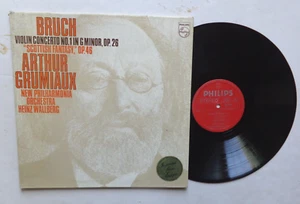 BRUCH
VIOLIN CONCERTO NO.1 IN G MINOR, OP. 26
"SCOTTISH FANTASY," OP.46
ARTHUR
GRUMIAUX
NEW PHILHARMONIA
ORCHESTRA
HEINZ WALLBERG
PHILIPS